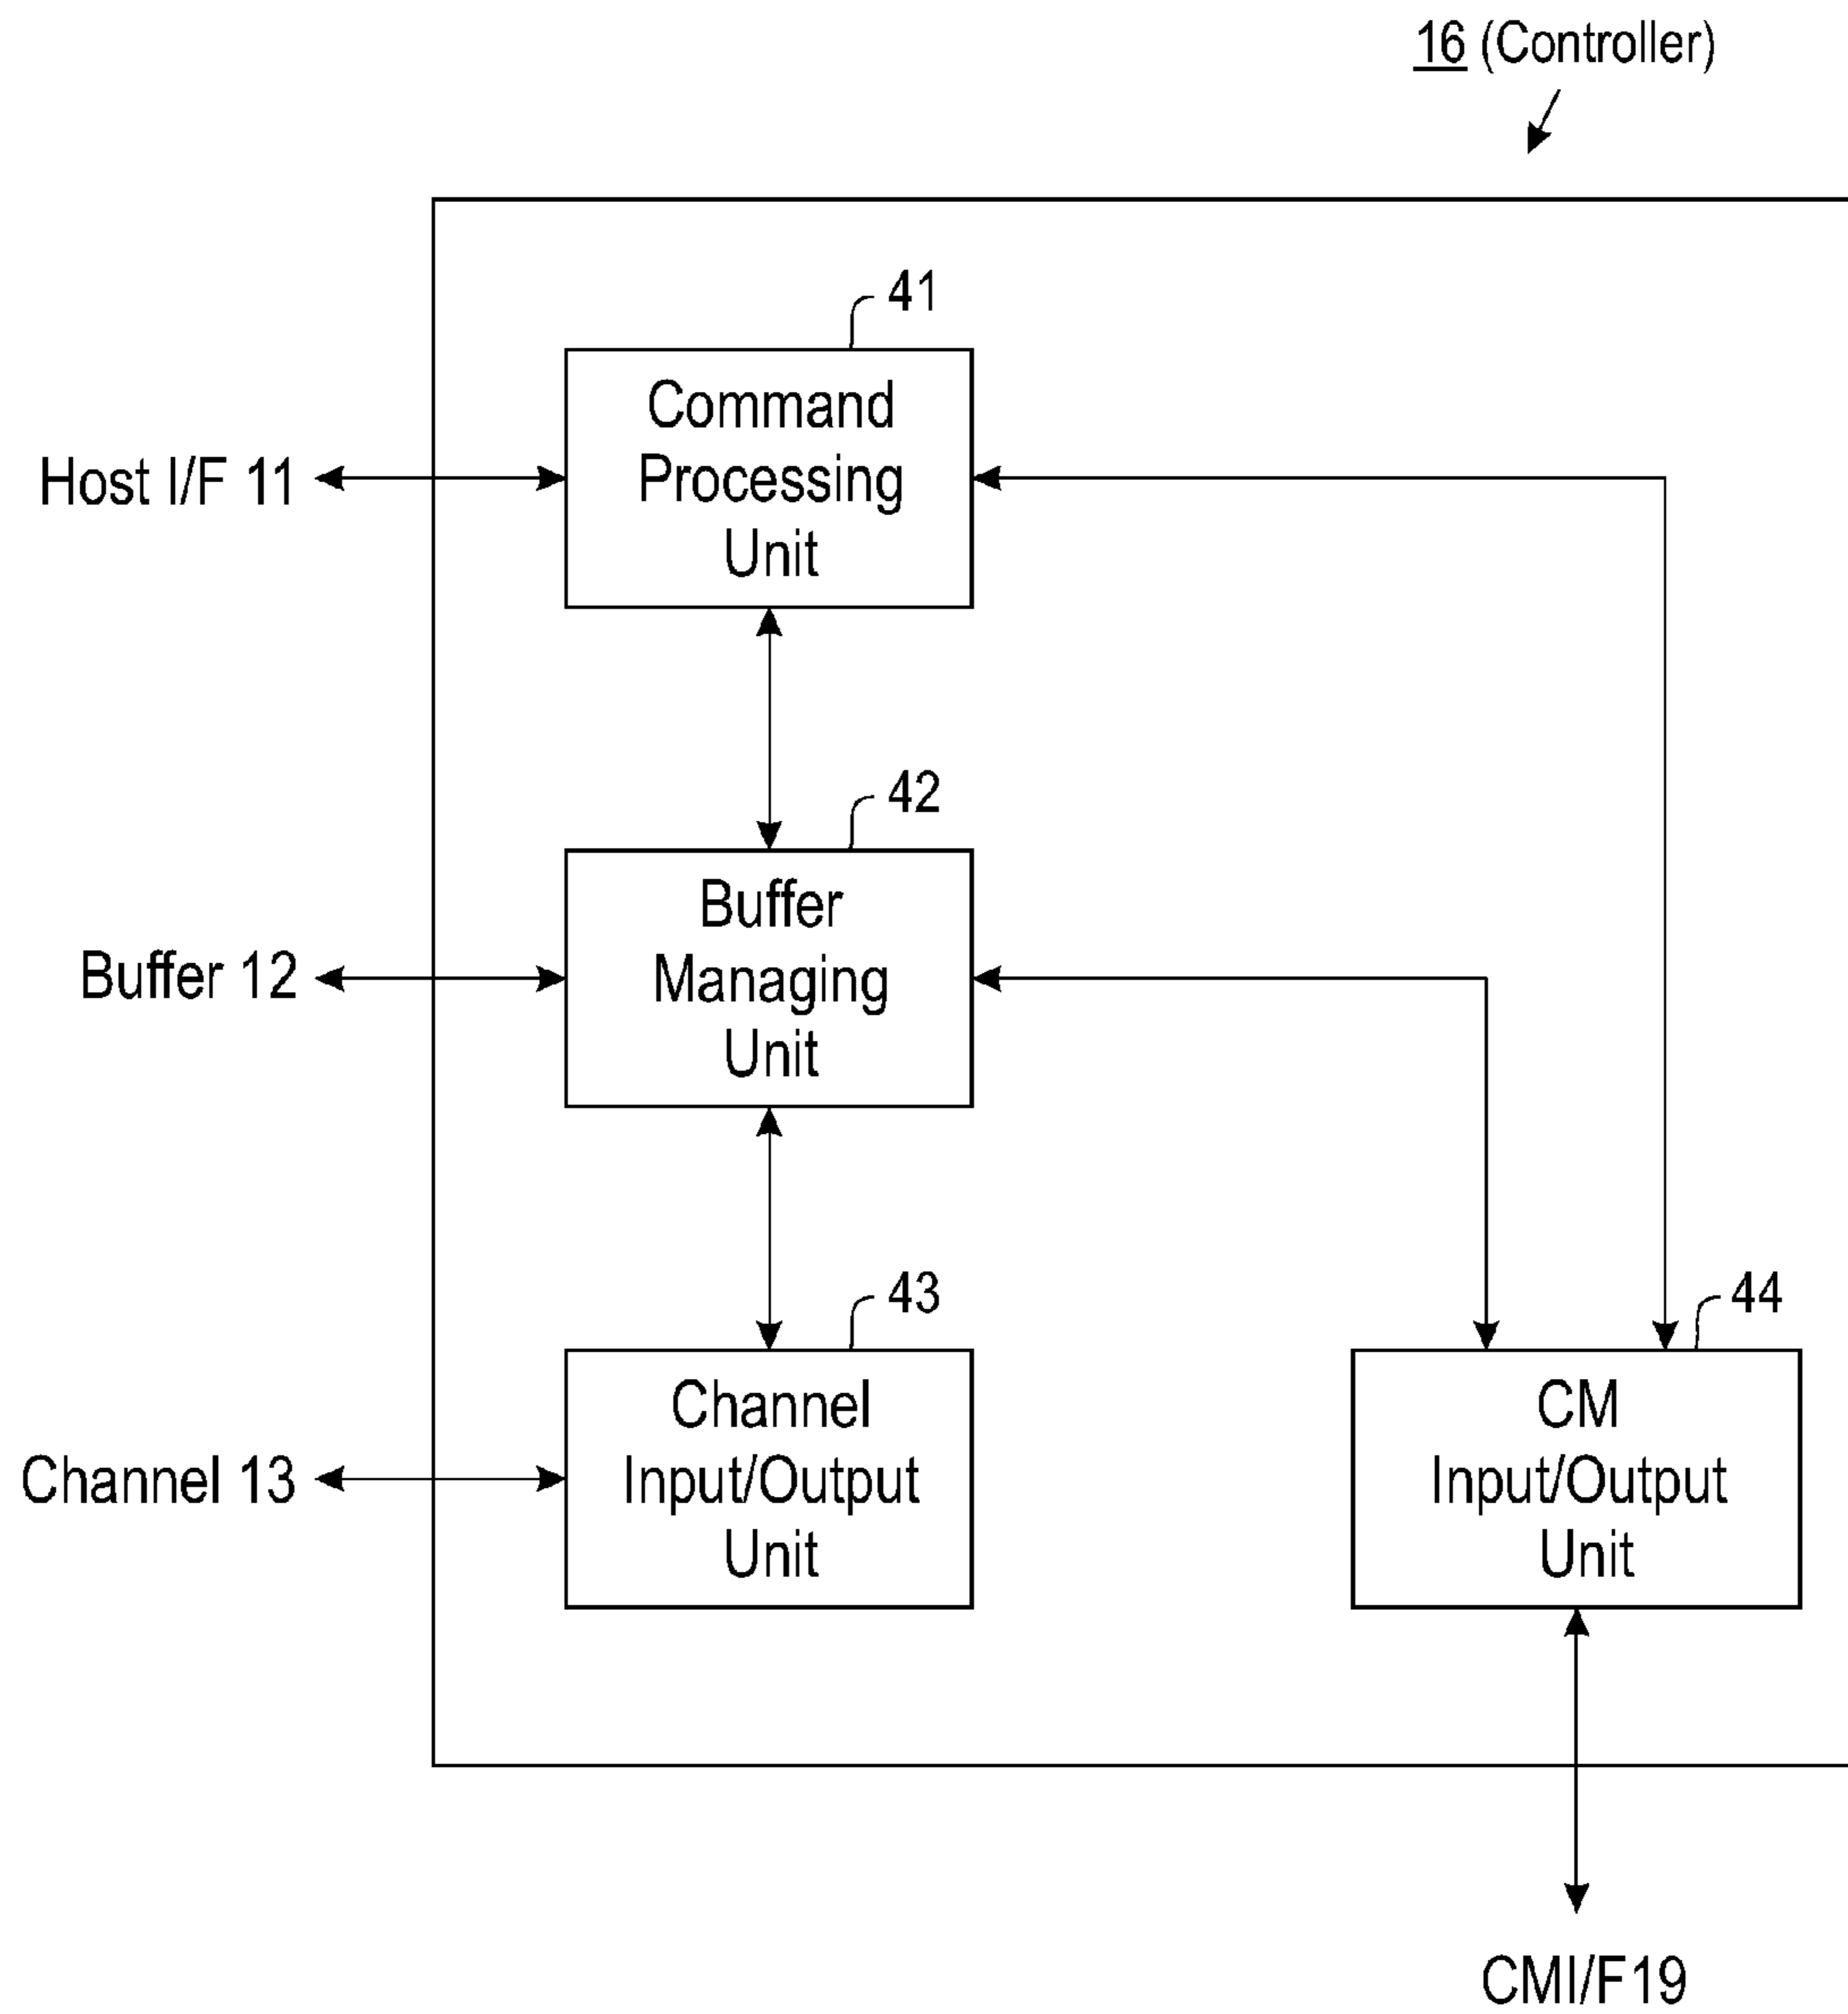 16 (Controller)
41
Command
Processing
Unit
Host I/F 11
42
Buffer
Managing
Unit
Buffer 12
43
Channel
Input/Output
Unit
Channel 13
44
CM
Input/Output
Unit
CMI/F19